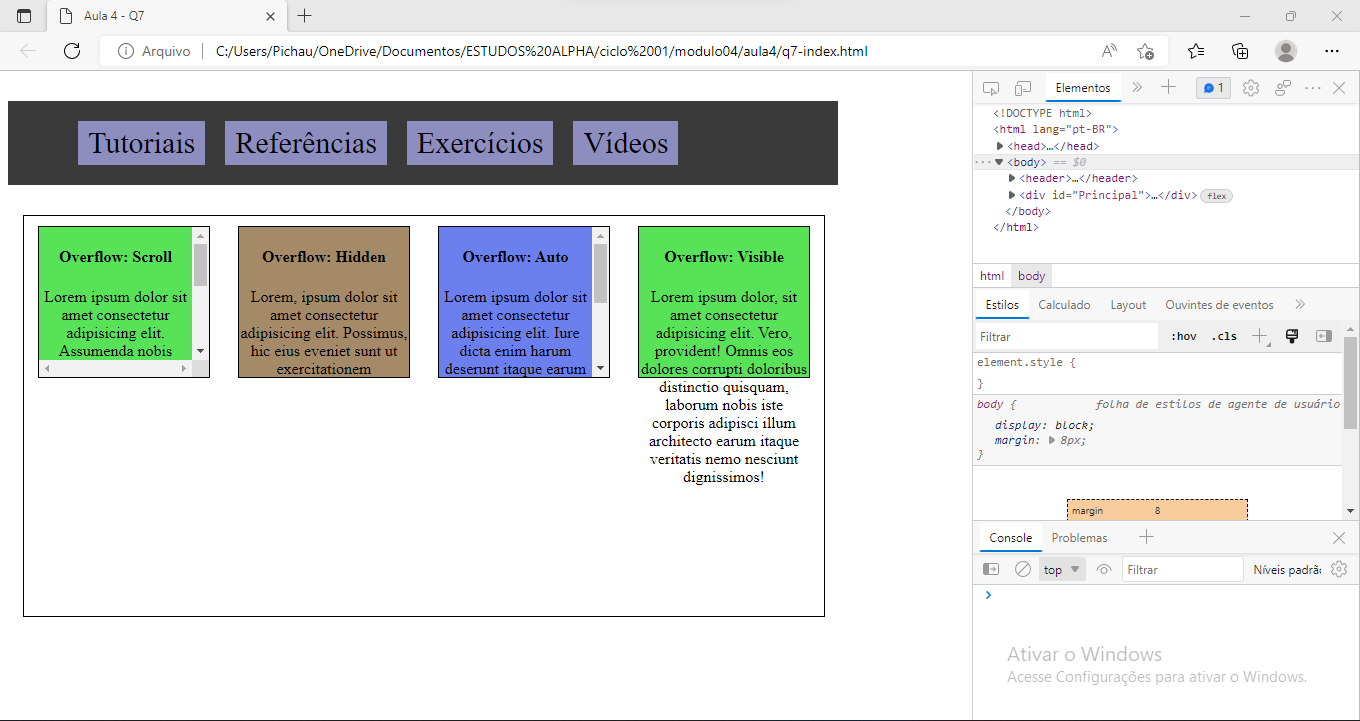 Aula 4 - Q7
Arquivo
C:/Users/Pichau/OneDrive/Documentos/ESTUDOS%20ALPHA/ciclo%2001/modulo04/aula4/q7-index.html
Tutoriais Referências Exercícios Vídeos
Overflow: Scroll
Lorem ipsum dolor sit
amet consectetur
adipisicing elit.
Assumenda nobis
Overflow: Hidden
Lorem, ipsum dolor sit
amet consectetur
adipisicing elit. Possimus,
hic eius eveniet sunt ut
exercitationem
Overflow: Auto
Lorem ipsum dolor sit
amet consectetur
adipisicing elit. Iure
dicta enim harum
deserunt itaque earum
Overflow: Visible
Lorem ipsum dolor, sit
amet consectetur
adipisicing elit. Vero,
provident! Omnis eos
dolores corrupti doloribus
distinctio quisquam,
laborum nobis iste
corporis adipisci illum
architecto earum itaque
veritatis nemo nesciunt
dignissimos!
Elementos
1
<!DOCTYPE html>
<html lang="pt-BR">
<head>…</head>
<body> == $0
<header>…</header>
<div id="Principal">…</div> flex
</body>
</html>
html body
Estilos Calculado Layout Ouvintes de eventos
Filtrar :hov .cls
element.style {
}
body { folha de estilos de agente de usuário
display: block;
margin: 8px;
}
margin 8
Console Problemas
top Filtrar Níveis padrã
Ativar o Windows
Acesse Configurações para ativar o Windows.